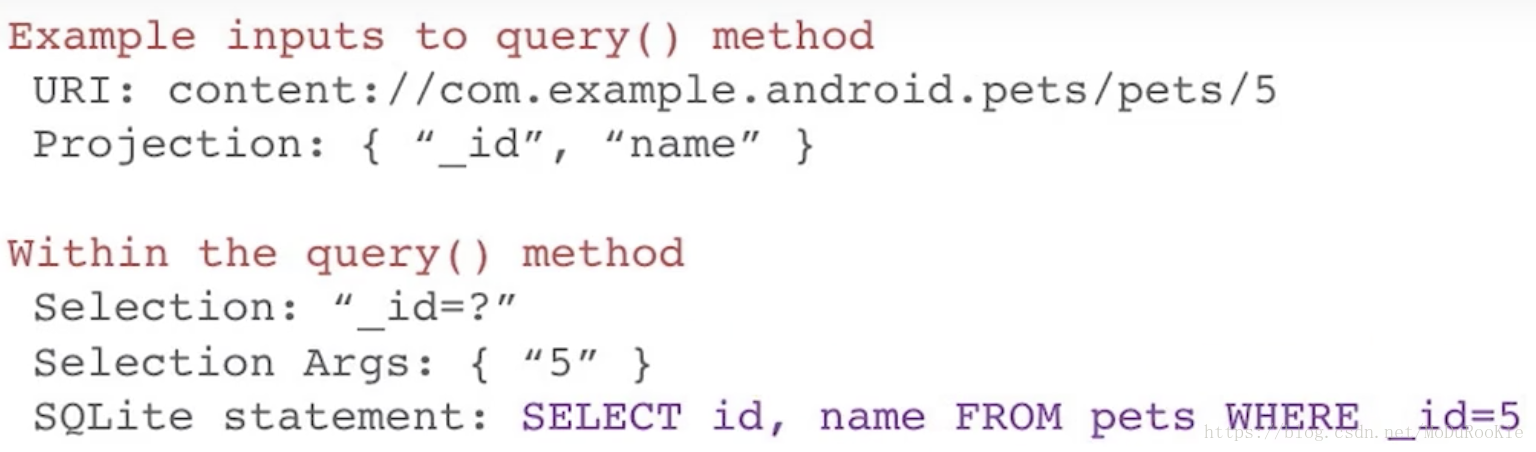 Example inputs to query() method
URI: content://com.example.android.pets/pets/5
Projection: { “_id”, “name” }
Within the query() method
Selection: “_id=?”
Selection Args: { “5” }
SQLite statement: SELECT id, name FROM pets WHERE _id=5
https://blog.csdn.net/MoDuRooKie